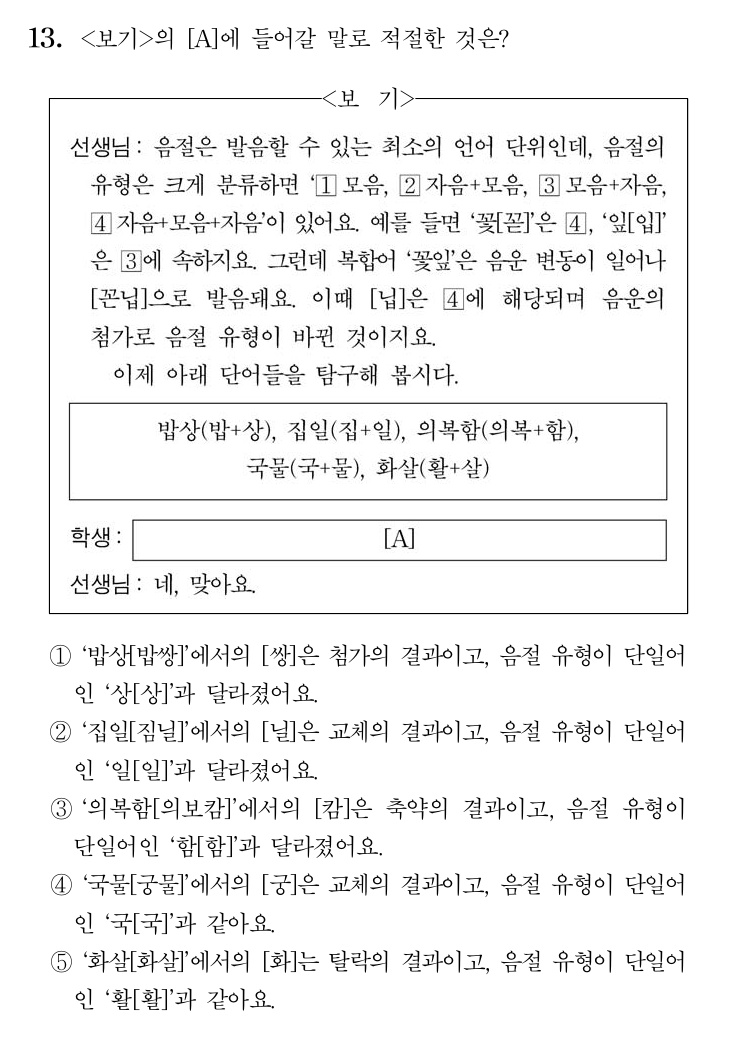 13. <보기>의 [A]에 들어갈 말로 적절한 것은?
<보 기>
선생님 : 음절은 발음할 수 있는 최소의 언어 단위인데, 음절의
유형은 크게 분류하면 ‘1 모음, 2 자음+모음, 3 모음+자음,
4 자음+모음+자음’이 있어요. 예를 들면 ‘꽃[꼳]’은 4, ‘잎[입]’
은 3에 속하지요. 그런데 복합어 ‘꽃잎’은 음운 변동이 일어나
[꼰닙]으로 발음돼요. 이때 [닙]은 4에 해당되며 음운의
첨가로 음절 유형이 바뀐 것이지요.
이제 아래 단어들을 탐구해 봅시다.
밥상(밥+상), 집일(집+일), 의복함(의복+함),
국물(국+물), 화살(활+살)
학생 : [A]
선생님 : 네, 맞아요.
① ‘밥상[밥쌍]’에서의 [쌍]은 첨가의 결과이고, 음절 유형이 단일어
인 ‘상[상]’과 달라졌어요.
② ‘집일[짐닐]’에서의 [닐]은 교체의 결과이고, 음절 유형이 단일어
인 ‘일[일]’과 달라졌어요.
③ ‘의복함[의보캄]’에서의 [캄]은 축약의 결과이고, 음절 유형이
단일어인 ‘함[함]’과 달라졌어요.
④ ‘국물[궁물]’에서의 [궁]은 교체의 결과이고, 음절 유형이 단일어
인 ‘국[국]’과 같아요.
⑤ ‘화살[화살]’에서의 [화]는 탈락의 결과이고, 음절 유형이 단일어
인 ‘활[활]’과 같아요.